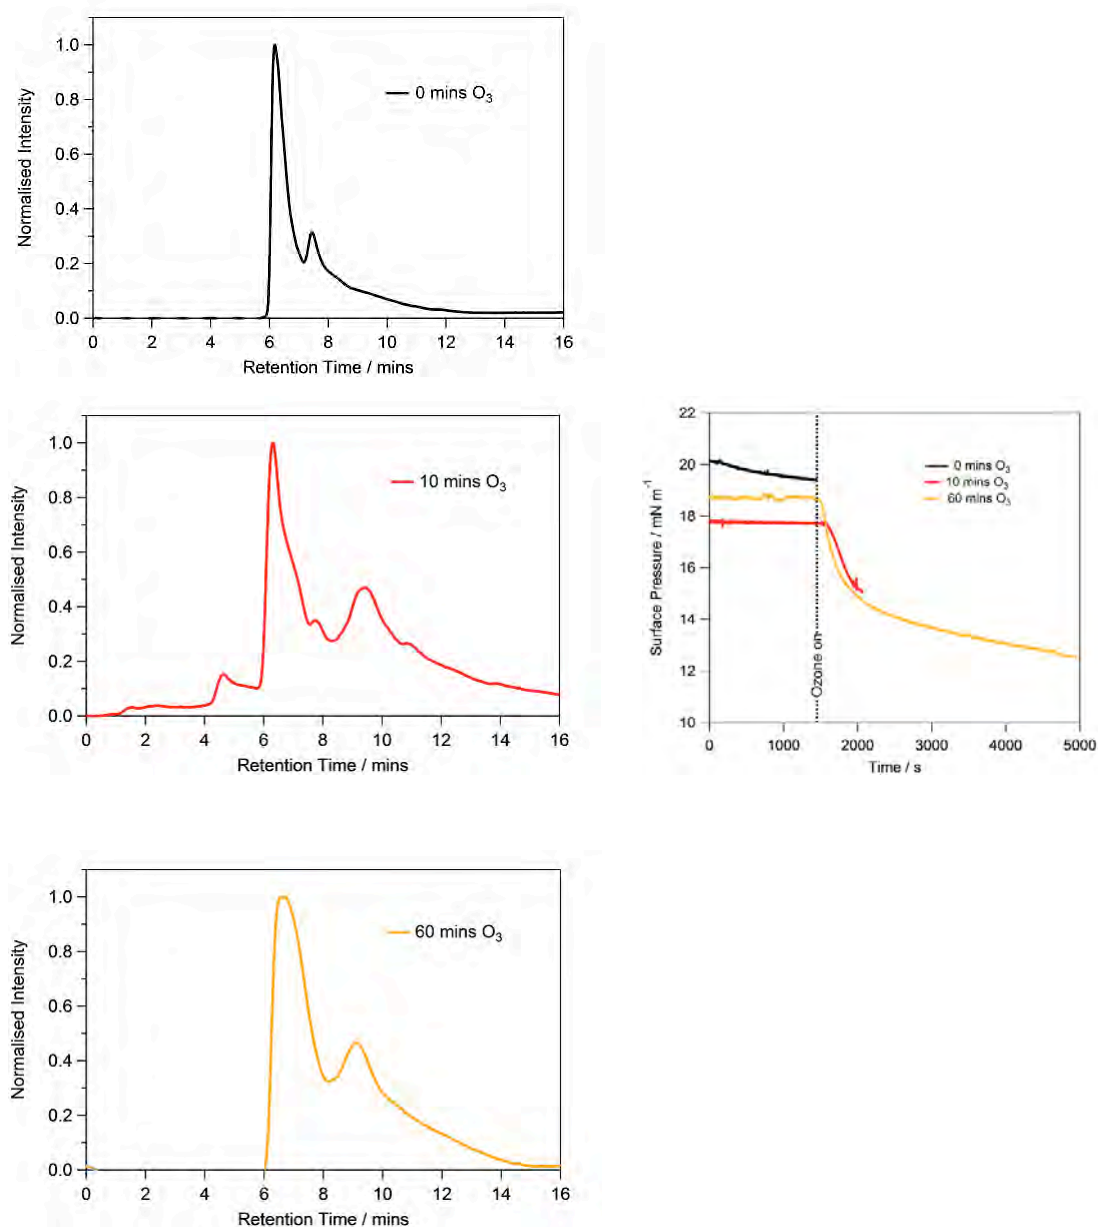 Normalised Intensity
1.0
0.8
0.6
0.4
0.2
0.0
0 mins O3
0 2 4 6 8 10 12 14 16
Retention Time / mins
Normalised Intensity
1.0
0.8
0.6
0.4
0.2
0.0
10 mins O3
0 2 4 6 8 10 12 14 16
Retention Time / mins
Surface Pressure / mN m-1
22
20
18
16
14
12
10
0 mins O3
10 mins O3
60 mins O3
Ozone on
0 1000 2000 3000 4000 5000
Time / s
Normalised Intensity
1.0
0.8
0.6
0.4
0.2
0.0
60 mins O3
0 2 4 6 8 10 12 14 16
Retention Time / mins